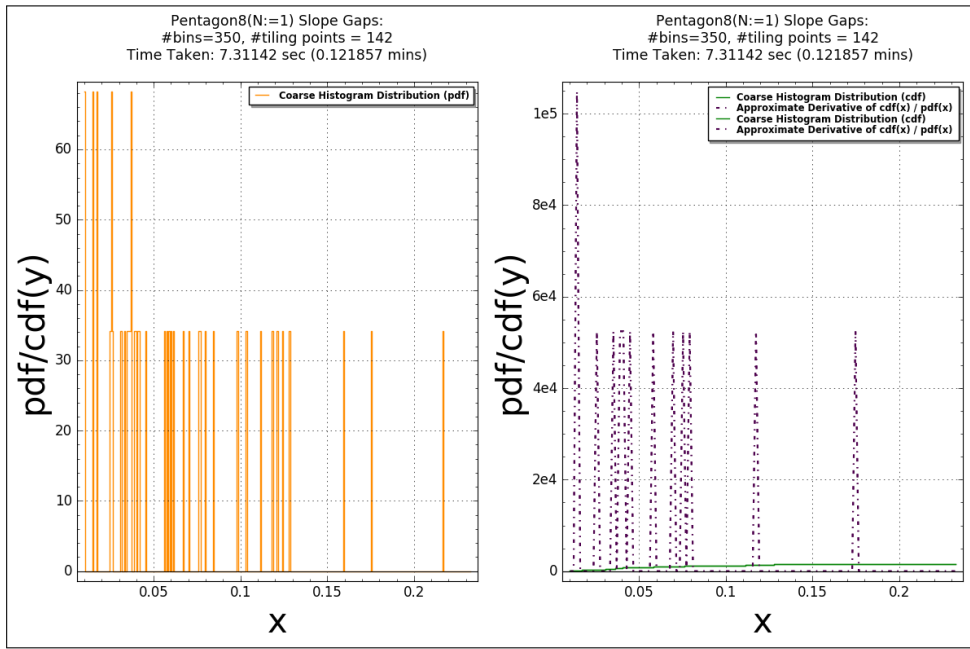 Pentagon8(N:=1) Slope Gaps:
#bins=350, #tiling points = 142
Time Taken: 7.31142 sec (0.121857 mins)
Coarse Histogram Distribution (pdf)
60
50
40
30
20
10
0
pdf/cdf(y)
0.05
0.1
0.15
0.2
x
Pentagon8(N:=1) Slope Gaps:
#bins=350, #tiling points = 142
Time Taken: 7.31142 sec (0.121857 mins)
Coarse Histogram Distribution (cdf)
Approximate Derivative of cdf(x) / pdf(x)
Coarse Histogram Distribution (cdf)
Approximate Derivative of cdf(x) / pdf(x)
1e5
8e4
6e4
4e4
2e4
0
pdf/cdf(y)
0.05
0.1
0.15
0.2
x